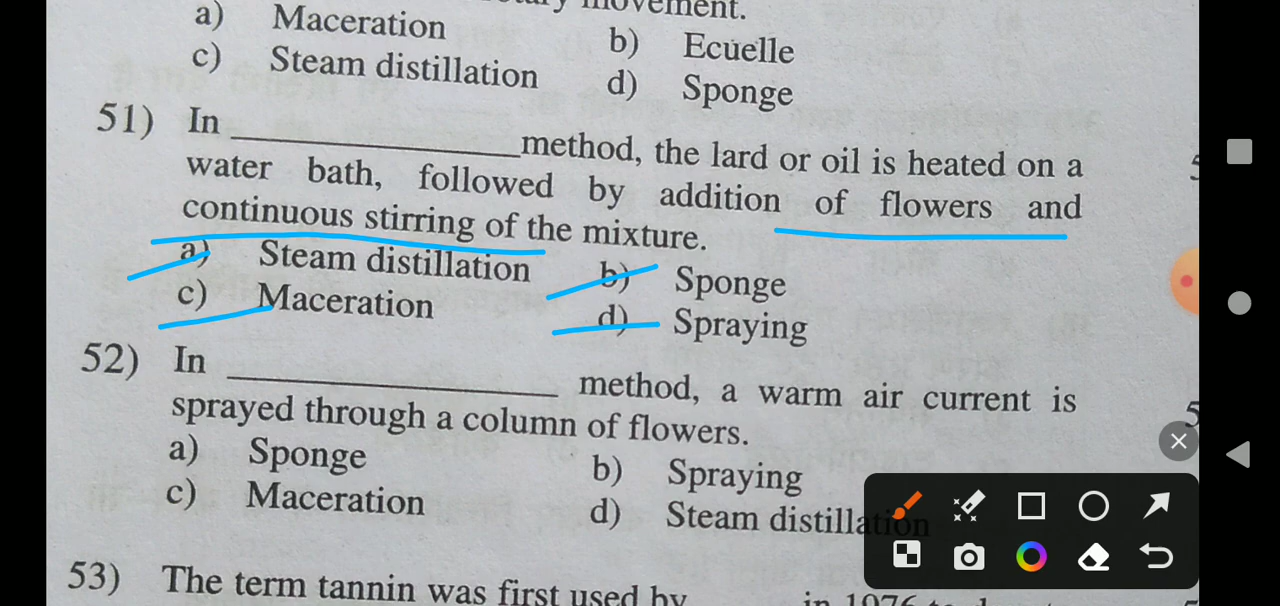 movement.
a) Maceration b) Ecuelle
c) Steam distillation d) Sponge
51) In ____________ method, the lard or oil is heated on a
water bath, followed by addition of flowers and
continuous stirring of the mixture.
a) Steam distillation b) Sponge
c) Maceration d) Spraying
52) In ____________ method, a warm air current is
sprayed through a column of flowers.
a) Sponge b) Spraying
c) Maceration d) Steam distillation
53) The term tannin was first used by